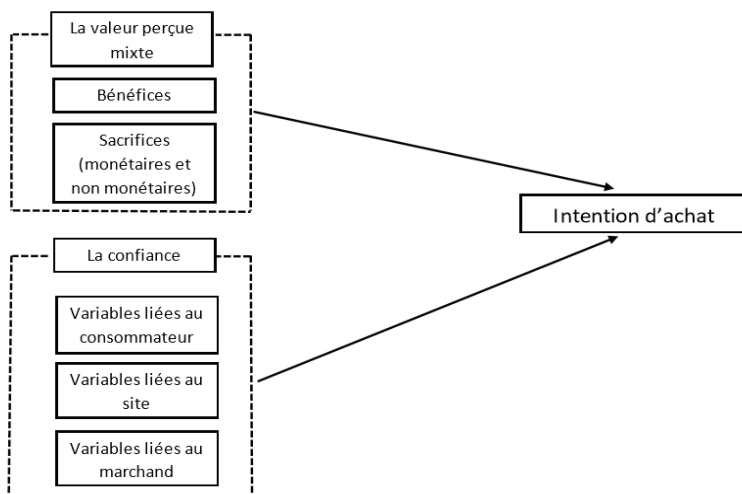 La valeur perçue
mixte
Bénéfices
Sacrifices
(monétaires et
non monétaires)
Intention d’achat
La confiance
Variables liées au
consommateur
Variables liées au
site
Variables liées au
marchand